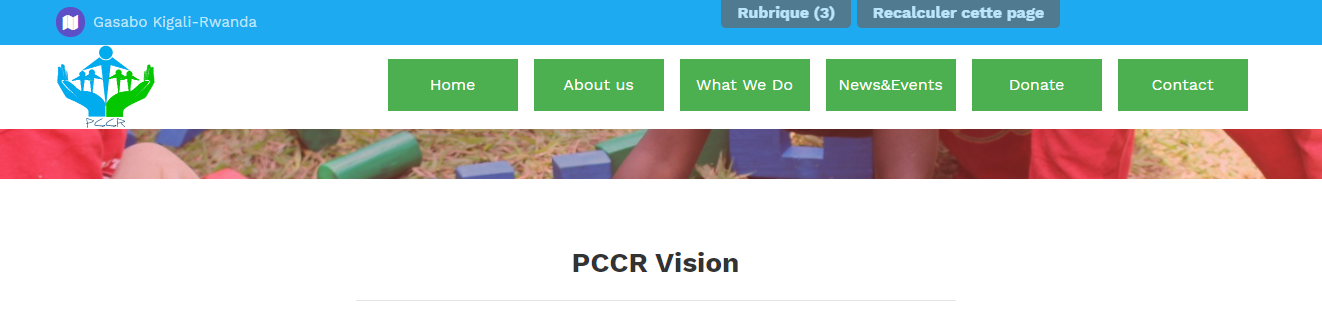 Gasabo Kigali-Rwanda
Rubrique (3)
Recalculer cette page
PCCR
Home
About us
What We Do
News&Events
Donate
Contact
PCCR Vision